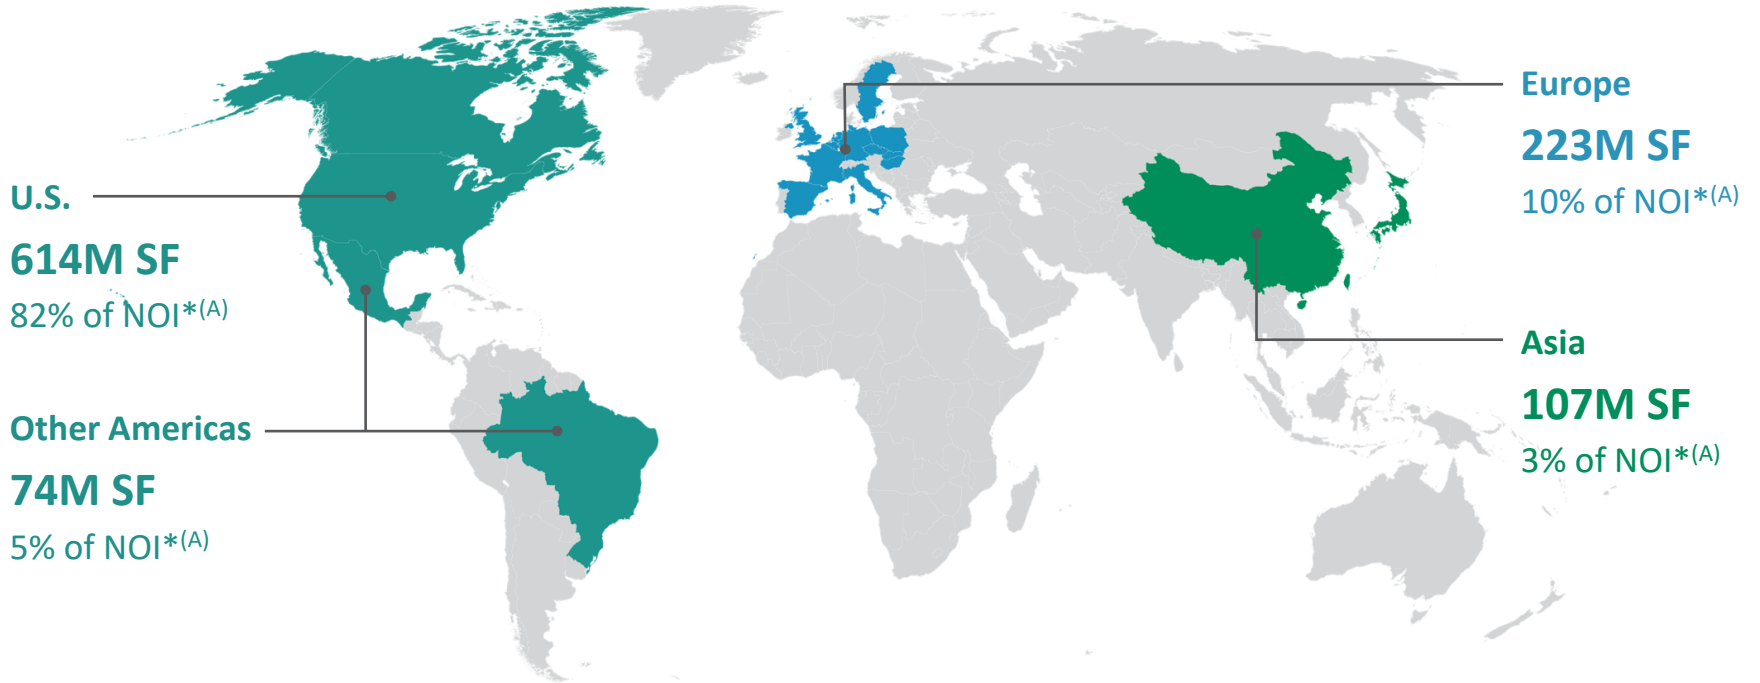 U.S.
614M SF
82% of NOI*(A)
Other Americas
74M SF
5% of NOI*(A)
Europe
223M SF
10% of NOI*(A)
Asia
107M SF
3% of NOI*(A)